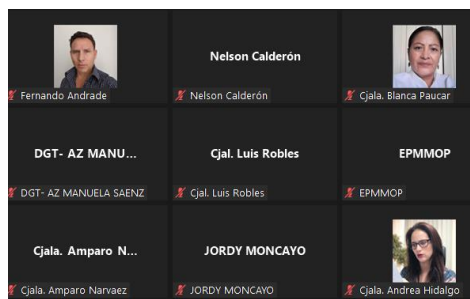 Nelson Calderón
Fernando Andrade
Nelson Calderón
Cjala. Blanca Paucar
DGT- AZ MANU...
Cjal. Luis Robles
EPMMOP
DGT- AZ MANUELA SAENZ
Cjal. Luis Robles
EPMMOP
Cjala. Amparo N...
JORDY MONCAYO
Cjala. Amparo Narvaez
JORDY MONCAYO
Cjala. Andrea Hidalgo